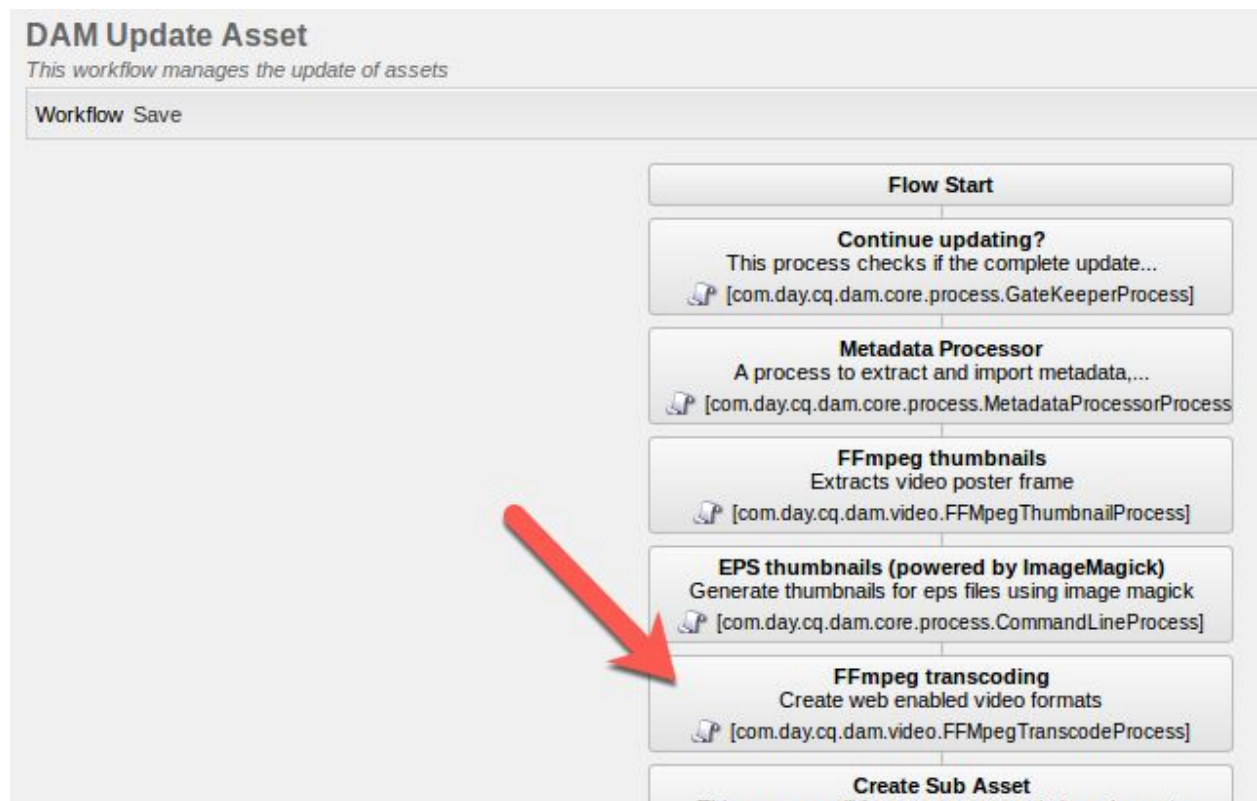 DAM Update Asset
This workflow manages the update of assets
Workflow Save
Flow Start
Continue updating?
This process checks if the complete update...
[com.day.cq.dam.core.process.GateKeeperProcess]
Metadata Processor
A process to extract and import metadata,...
[com.day.cq.dam.core.process.MetadataProcessorProcess
FFmpeg thumbnails
Extracts video poster frame
[com.day.cq.dam.video.FFMpegThumbnailProcess]
EPS thumbnails (powered by ImageMagick)
Generate thumbnails for eps files using image magick
[com.day.cq.dam.core.process.CommandLineProcess]
FFmpeg transcoding
Create web enabled video formats
[com.day.cq.dam.video.FFMpegTranscodeProcess]
Create Sub Asset